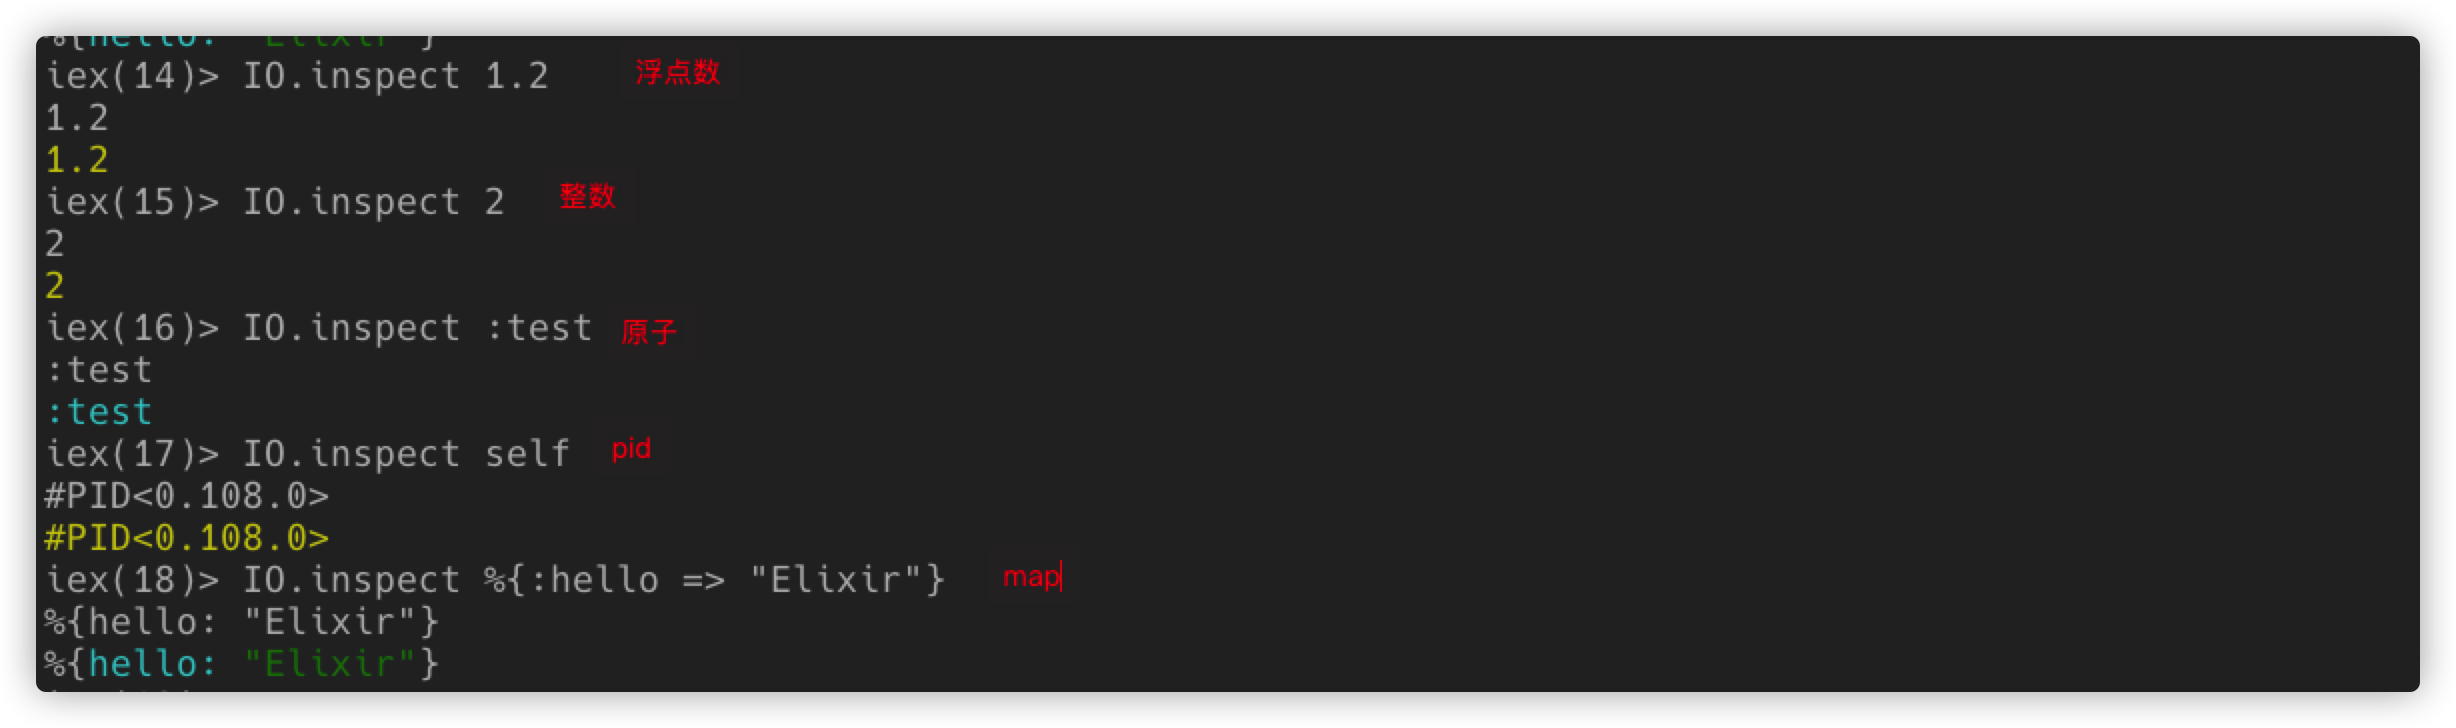 %{hello: "Elixir"}
iex(14)> IO.inspect 1.2 浮点数
1.2
1.2
iex(15)> IO.inspect 2 整数
2
2
iex(16)> IO.inspect :test 原子
:test
:test
iex(17)> IO.inspect self pid
#PID<0.108.0>
#PID<0.108.0>
iex(18)> IO.inspect %{:hello => "Elixir"} map
%{hello: "Elixir"}
%{hello: "Elixir"}